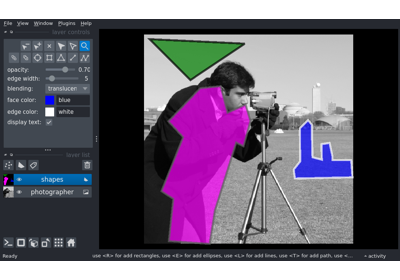 File View Window Plugins Help
layer controls
opacity: 0.70
edge width: 5
blending: translucen
face color: blue
edge color: white
display text:
layer list
shapes
photographer
Ready use <R> for add rectangles, use <E> for add ellipses, use <L> for add lines, use <T> for add path, use <... activity